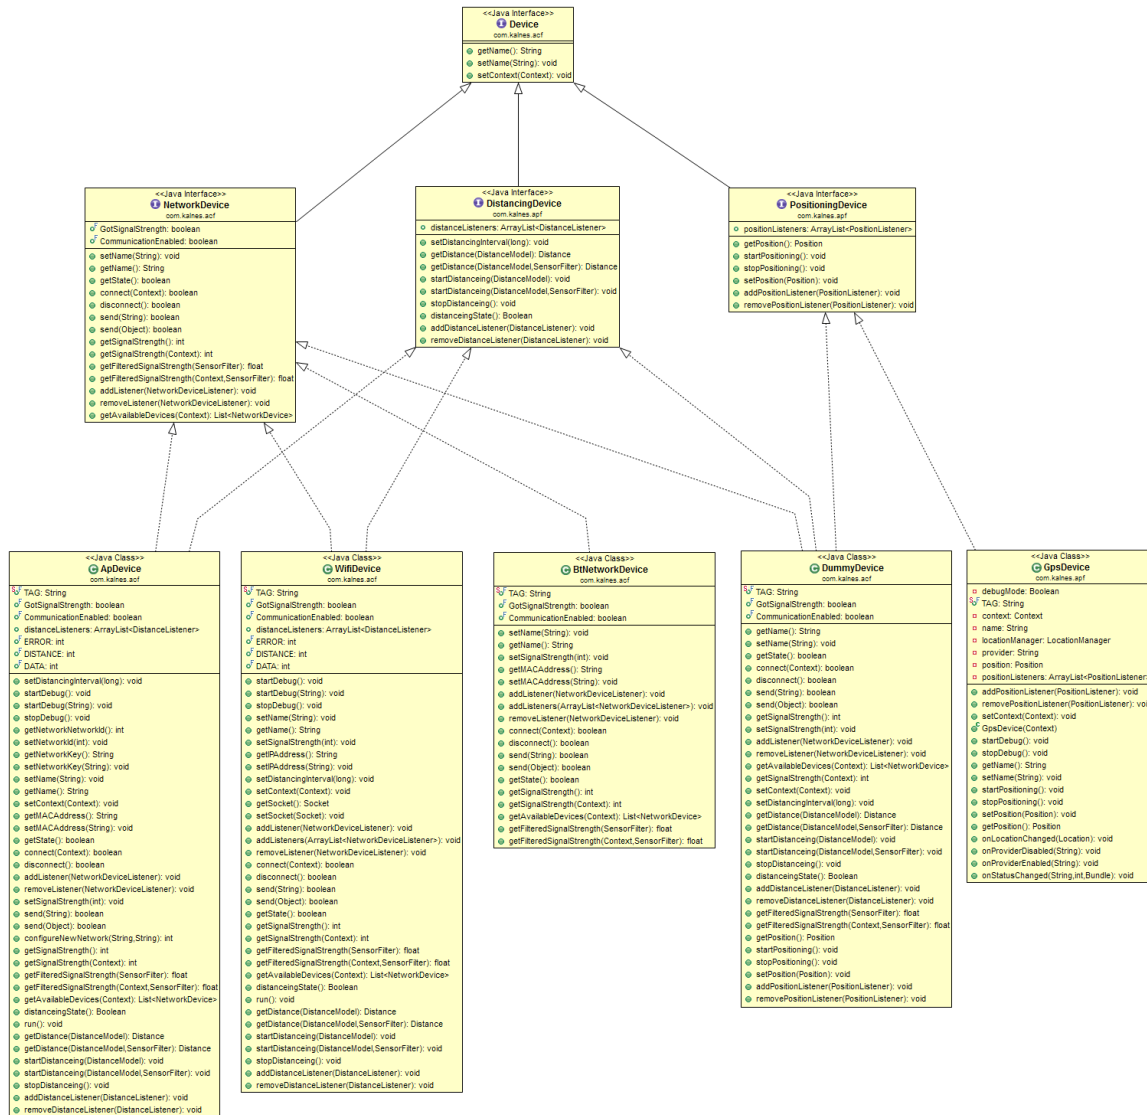 <<Java Interface>>
Device
com.kalnes.acf
getName(): String
setName(String): void
setContext(Context): void
<<Java Interface>>
NetworkDevice
com.kalnes.acf
GotSignalStrength: boolean
CommunicationEnabled: boolean
setName(String): void
getName(): String
getState(): boolean
connect(Context): boolean
disconnect(): boolean
send(String): boolean
send(Object): boolean
getSignalStrength(): int
getSignalStrength(Context): int
getFilteredSignalStrength(SensorFilter): float
getFilteredSignalStrength(Context,SensorFilter): float
addListener(NetworkDeviceListener): void
removeListener(NetworkDeviceListener): void
getAvailableDevices(Context): List<NetworkDevice>
<<Java Interface>>
DistancingDevice
com.kalnes.apf
distanceListeners: ArrayList<DistanceListener>
setDistancingInterval(long): void
getDistance(DistanceModel): Distance
getDistance(DistanceModel,SensorFilter): Distance
startDistanceing(DistanceModel): void
startDistanceing(DistanceModel,SensorFilter): void
stopDistanceing(): void
distanceingState(): Boolean
addDistanceListener(DistanceListener): void
removeDistanceListener(DistanceListener): void
<<Java Interface>>
PositioningDevice
com.kalnes.apf
positionListeners: ArrayList<PositionListener>
getPosition(): Position
startPositioning(): void
stopPositioning(): void
setPosition(Position): void
addPositionListener(PositionListener): void
removePositionListener(PositionListener): void
<<Java Class>>
ApDevice
com.kalnes.acf
TAG: String
GotSignalStrength: boolean
CommunicationEnabled: boolean
distanceListeners: ArrayList<DistanceListener>
ERROR: int
DISTANCE: int
DATA: int
setDistancingInterval(long): void
startDebug(): void
startDebug(String): void
stopDebug(): void
getNetworkNetworkId(): int
setNetworkId(int): void
getNetworkKey(): String
setNetworkKey(String): void
setName(String): void
getName(): String
setContext(Context): void
getMACAddress(): String
setMACAddress(String): void
getState(): boolean
connect(Context): boolean
disconnect(): boolean
addListener(NetworkDeviceListener): void
removeListener(NetworkDeviceListener): void
setSignalStrength(int): void
send(String): boolean
send(Object): boolean
configureNewNetwork(String,String): int
getSignalStrength(): int
getSignalStrength(Context): int
getFilteredSignalStrength(SensorFilter): float
getFilteredSignalStrength(Context,SensorFilter): float
getAvailableDevices(Context): List<NetworkDevice>
distanceingState(): Boolean
run(): void
getDistance(DistanceModel): Distance
getDistance(DistanceModel,SensorFilter): Distance
startDistanceing(DistanceModel): void
startDistanceing(DistanceModel,SensorFilter): void
stopDistanceing(): void
addDistanceListener(DistanceListener): void
removeDistanceListener(DistanceListener): void
<<Java Class>>
WifiDevice
com.kalnes.acf
TAG: String
GotSignalStrength: boolean
CommunicationEnabled: boolean
distanceListeners: ArrayList<DistanceListener>
ERROR: int
DISTANCE: int
DATA: int
startDebug(): void
startDebug(String): void
stopDebug(): void
setName(String): void
getName(): String
setSignalStrength(int): void
getIPAddress(): String
setIPAddress(String): void
setDistancingInterval(long): void
setContext(Context): void
getSocket(): Socket
setSocket(Socket): void
addListener(NetworkDeviceListener): void
addListeners(ArrayList<NetworkDeviceListener>): void
removeListener(NetworkDeviceListener): void
connect(Context): boolean
disconnect(): boolean
send(String): boolean
send(Object): boolean
getState(): boolean
getSignalStrength(): int
getSignalStrength(Context): int
getFilteredSignalStrength(SensorFilter): float
getFilteredSignalStrength(Context,SensorFilter): float
getAvailableDevices(Context): List<NetworkDevice>
distanceingState(): Boolean
run(): void
getDistance(DistanceModel): Distance
getDistance(DistanceModel,SensorFilter): Distance
startDistanceing(DistanceModel): void
startDistanceing(DistanceModel,SensorFilter): void
stopDistanceing(): void
addDistanceListener(DistanceListener): void
removeDistanceListener(DistanceListener): void
<<Java Class>>
BtNetworkDevice
com.kalnes.acf
TAG: String
GotSignalStrength: boolean
CommunicationEnabled: boolean
setName(String): void
getName(): String
setSignalStrength(int): void
getMACAddress(): String
setMACAddress(String): void
addListener(NetworkDeviceListener): void
addListeners(ArrayList<NetworkDeviceListener>): void
removeListener(NetworkDeviceListener): void
connect(Context): boolean
disconnect(): boolean
send(String): boolean
send(Object): boolean
getState(): boolean
getSignalStrength(): int
getSignalStrength(Context): int
getAvailableDevices(Context): List<NetworkDevice>
getFilteredSignalStrength(SensorFilter): float
getFilteredSignalStrength(Context,SensorFilter): float
<<Java Class>>
DummyDevice
com.kalnes.acf
TAG: String
GotSignalStrength: boolean
CommunicationEnabled: boolean
getName(): String
setName(String): void
getState(): boolean
connect(Context): boolean
disconnect(): boolean
send(String): boolean
send(Object): boolean
getSignalStrength(): int
setSignalStrength(int): void
addListener(NetworkDeviceListener): void
removeListener(NetworkDeviceListener): void
getAvailableDevices(Context): List<NetworkDevice>
getSignalStrength(Context): int
setContext(Context): void
setDistancingInterval(long): void
getDistance(DistanceModel): Distance
getDistance(DistanceModel,SensorFilter): Distance
startDistanceing(DistanceModel): void
startDistanceing(DistanceModel,SensorFilter): void
stopDistanceing(): void
distanceingState(): Boolean
addDistanceListener(DistanceListener): void
removeDistanceListener(DistanceListener): void
getFilteredSignalStrength(SensorFilter): float
getFilteredSignalStrength(Context,SensorFilter): float
getPosition(): Position
startPositioning(): void
stopPositioning(): void
setPosition(Position): void
addPositionListener(PositionListener): void
removePositionListener(PositionListener): void
<<Java Class>>
GpsDevice
com.kalnes.apf
debugMode: Boolean
TAG: String
context: Context
name: String
locationManager: LocationManager
provider: String
position: Position
positionListeners: ArrayList<PositionListener>
addPositionListener(PositionListener): void
removePositionListener(PositionListener): void
setContext(Context): void
GpsDevice(Context)
startDebug(): void
stopDebug(): void
getName(): String
setName(String): void
startPositioning(): void
stopPositioning(): void
setPosition(Position): void
getPosition(): Position
onLocationChanged(Location): void
onProviderDisabled(String): void
onProviderEnabled(String): void
onStatusChanged(String,int,Bundle): void